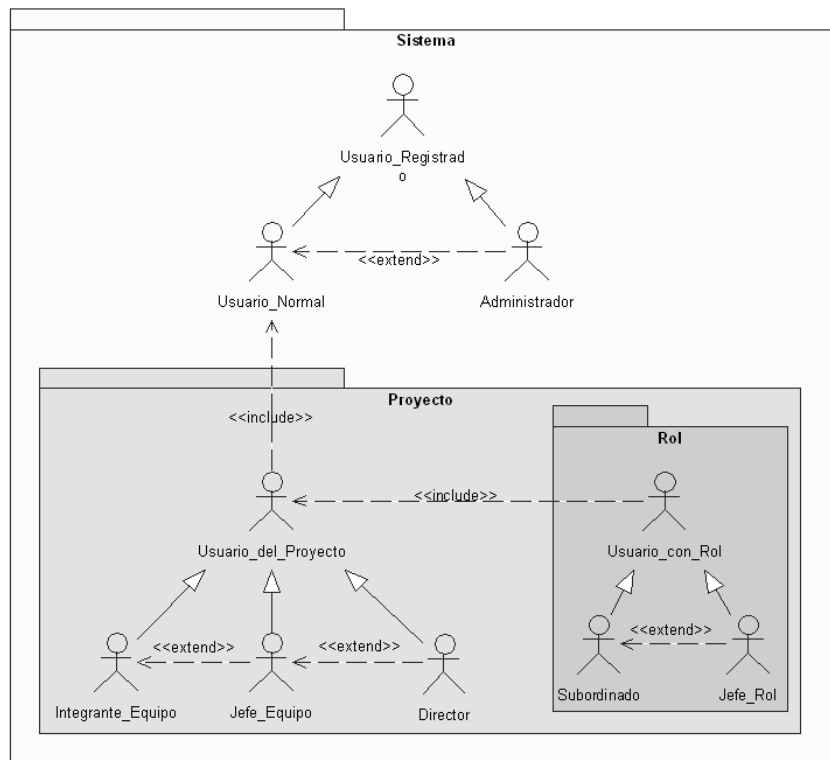 Sistema
Usuario_Registrad
o
<<extend>>
Usuario_Normal
Administrador
Proyecto
<<include>>
Rol
<<include>>
Usuario_del_Proyecto
Usuario_con_Rol
<<extend>>
<<extend>>
<<extend>>
Integrante_Equipo
Jefe_Equipo
Director
Subordinado
Jefe_Rol